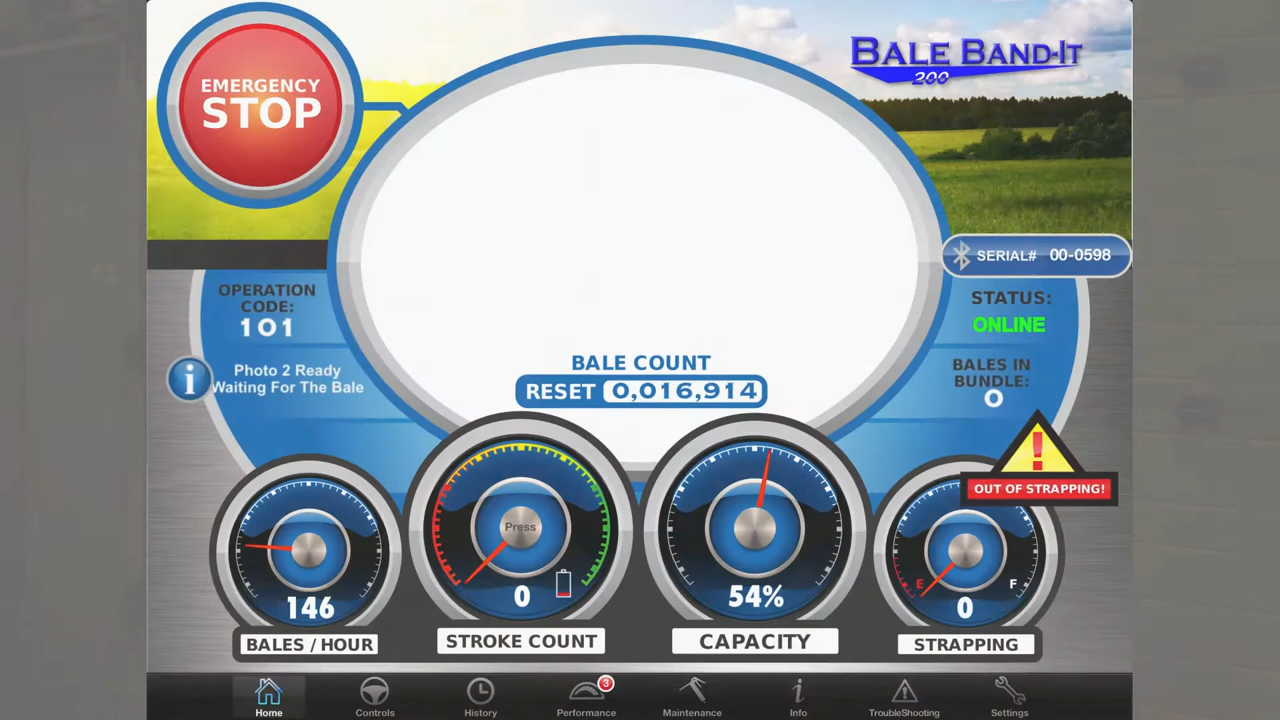 EMERGENCY
STOP
BALE BAND-IT
200
SERIAL# 00-0598
OPERATION
CODE:
101
Photo 2 Ready
Waiting For The Bale
STATUS:
ONLINE
BALES IN
BUNDLE:
0
BALE COUNT
RESET 0,016,914
OUT OF STRAPPING!
Press
E F
146
0
54%
0
BALES / HOUR
STROKE COUNT
CAPACITY
STRAPPING
3
Home
Controls
History
Performance
Maintenance
Info
TroubleShooting
Settings